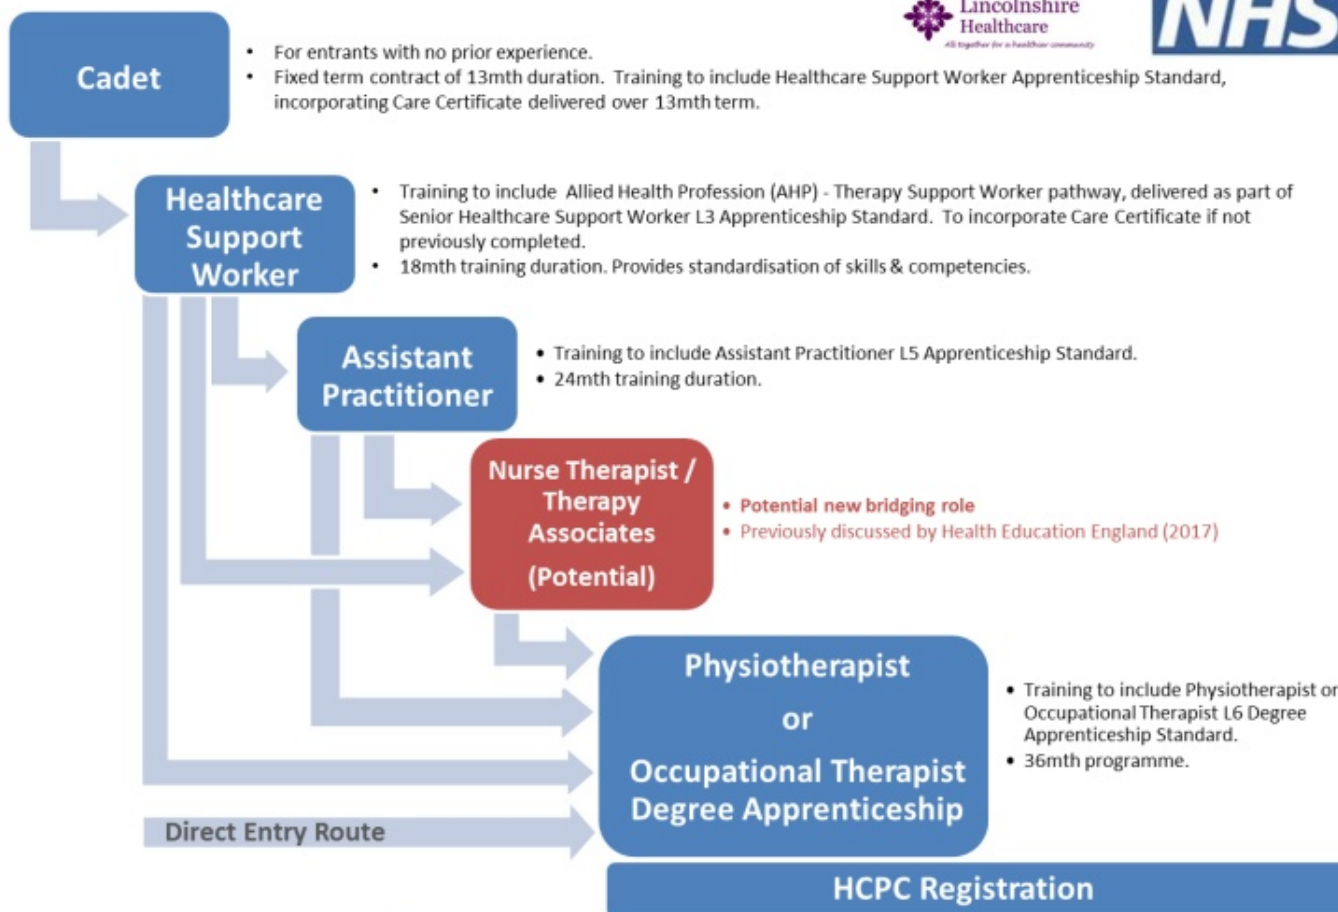 Lincolnshire
Healthcare
All together for a healthier community
NHS
Cadet
• For entrants with no prior experience.
• Fixed term contract of 13mth duration. Training to include Healthcare Support Worker Apprenticeship Standard,
incorporating Care Certificate delivered over 13mth term.
Healthcare
Support
Worker
• Training to include Allied Health Profession (AHP) - Therapy Support Worker pathway, delivered as part of
Senior Healthcare Support Worker L3 Apprenticeship Standard. To incorporate Care Certificate if not
previously completed.
• 18mth training duration. Provides standardisation of skills & competencies.
Assistant
Practitioner
• Training to include Assistant Practitioner L5 Apprenticeship Standard.
• 24mth training duration.
Nurse Therapist /
Therapy
Associates
(Potential)
• Potential new bridging role
• Previously discussed by Health Education England (2017)
Physiotherapist
or
Occupational Therapist
Degree Apprenticeship
• Training to include Physiotherapist or
Occupational Therapist L6 Degree
Apprenticeship Standard.
• 36mth programme.
Direct Entry Route
HCPC Registration